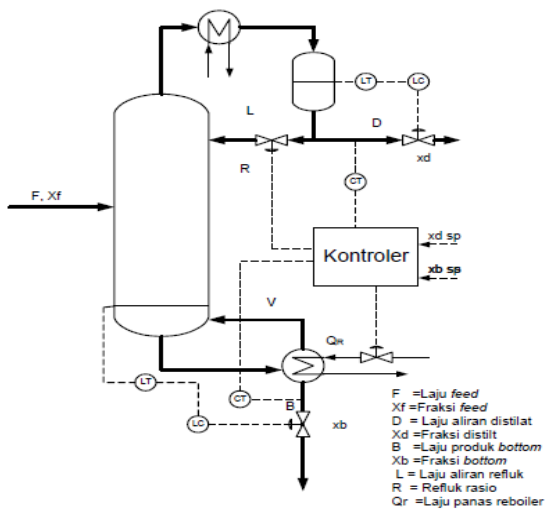 LT
LC
L
D
xd
R
CT
F, Xf
xd sp
Kontroler
xb sp
V
QR
LT
CT
B
LC
xb
F =Laju feed
Xf =Fraksi feed
D = Laju aliran distilat
Xd =Fraksi distilt
B =Laju produk bottom
Xb =Fraksi bottom
L = Laju aliran refluk
R = Refluk rasio
Qr =Laju panas reboiler